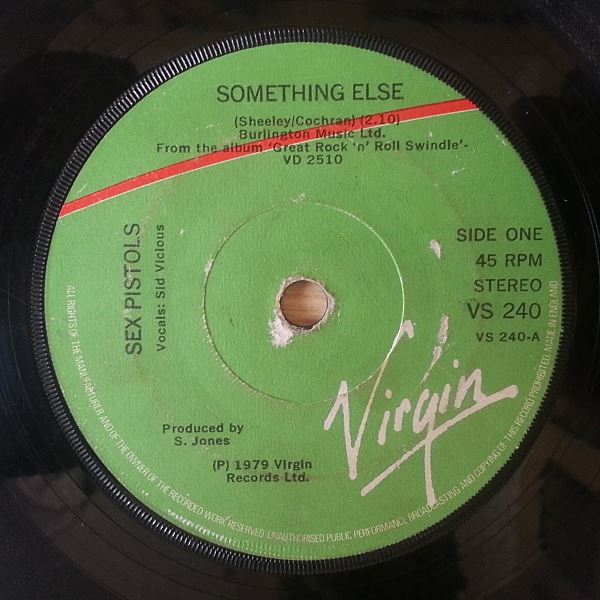 SOMETHING ELSE
(Sheeley/Cochran) (2.10)
Burlington Music Ltd.
From the album 'Great Rock 'n' Roll Swindle'-
VD 2510
SEX PISTOLS
Vocals: Sid Vicious
SIDE ONE
45 RPM
STEREO
VS 240
VS 240-A
Produced by
S. Jones
(P) 1979 Virgin
Records Ltd.
Virgin
ALL RIGHTS OF THE MANUFACTURER AND OF THE OWNER OF THE RECORDED WORK RESERVED UNAUTHORISED PUBLIC PERFORMANCE BROADCASTING AND COPYING OF THIS RECORD PROHIBITED. MADE IN ENGLAND